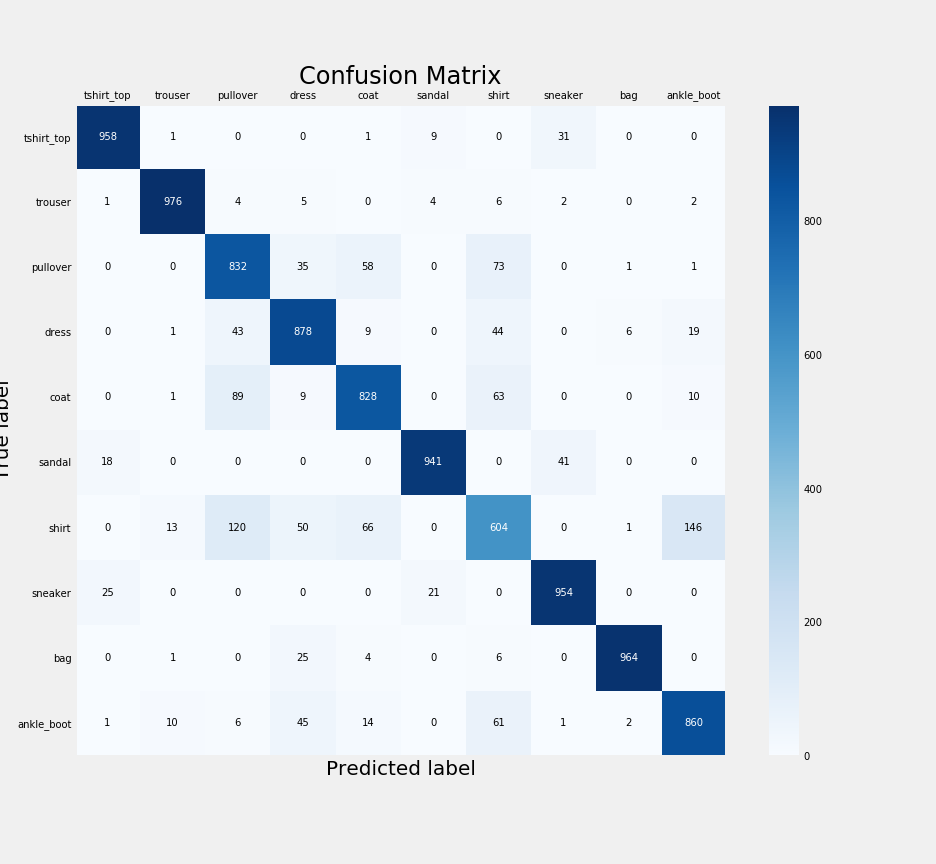 Confusion Matrix
tshirt_top trouser pullover dress coat sandal shirt sneaker bag ankle_boot
tshirt_top 958 1 0 0 1 9 0 31 0 0
trouser 1 976 4 5 0 4 6 2 0 2
800
pullover 0 0 832 35 58 0 73 0 1 1
dress 0 1 43 878 9 0 44 0 6 19
600
coat 0 1 89 9 828 0 63 0 0 10
True label
sandal 18 0 0 0 0 941 0 41 0 0
400
shirt 0 13 120 50 66 0 604 0 1 146
sneaker 25 0 0 0 0 21 0 954 0 0
200
bag 0 1 0 25 4 0 6 0 964 0
ankle_boot 1 10 6 45 14 0 61 1 2 860
0
Predicted label